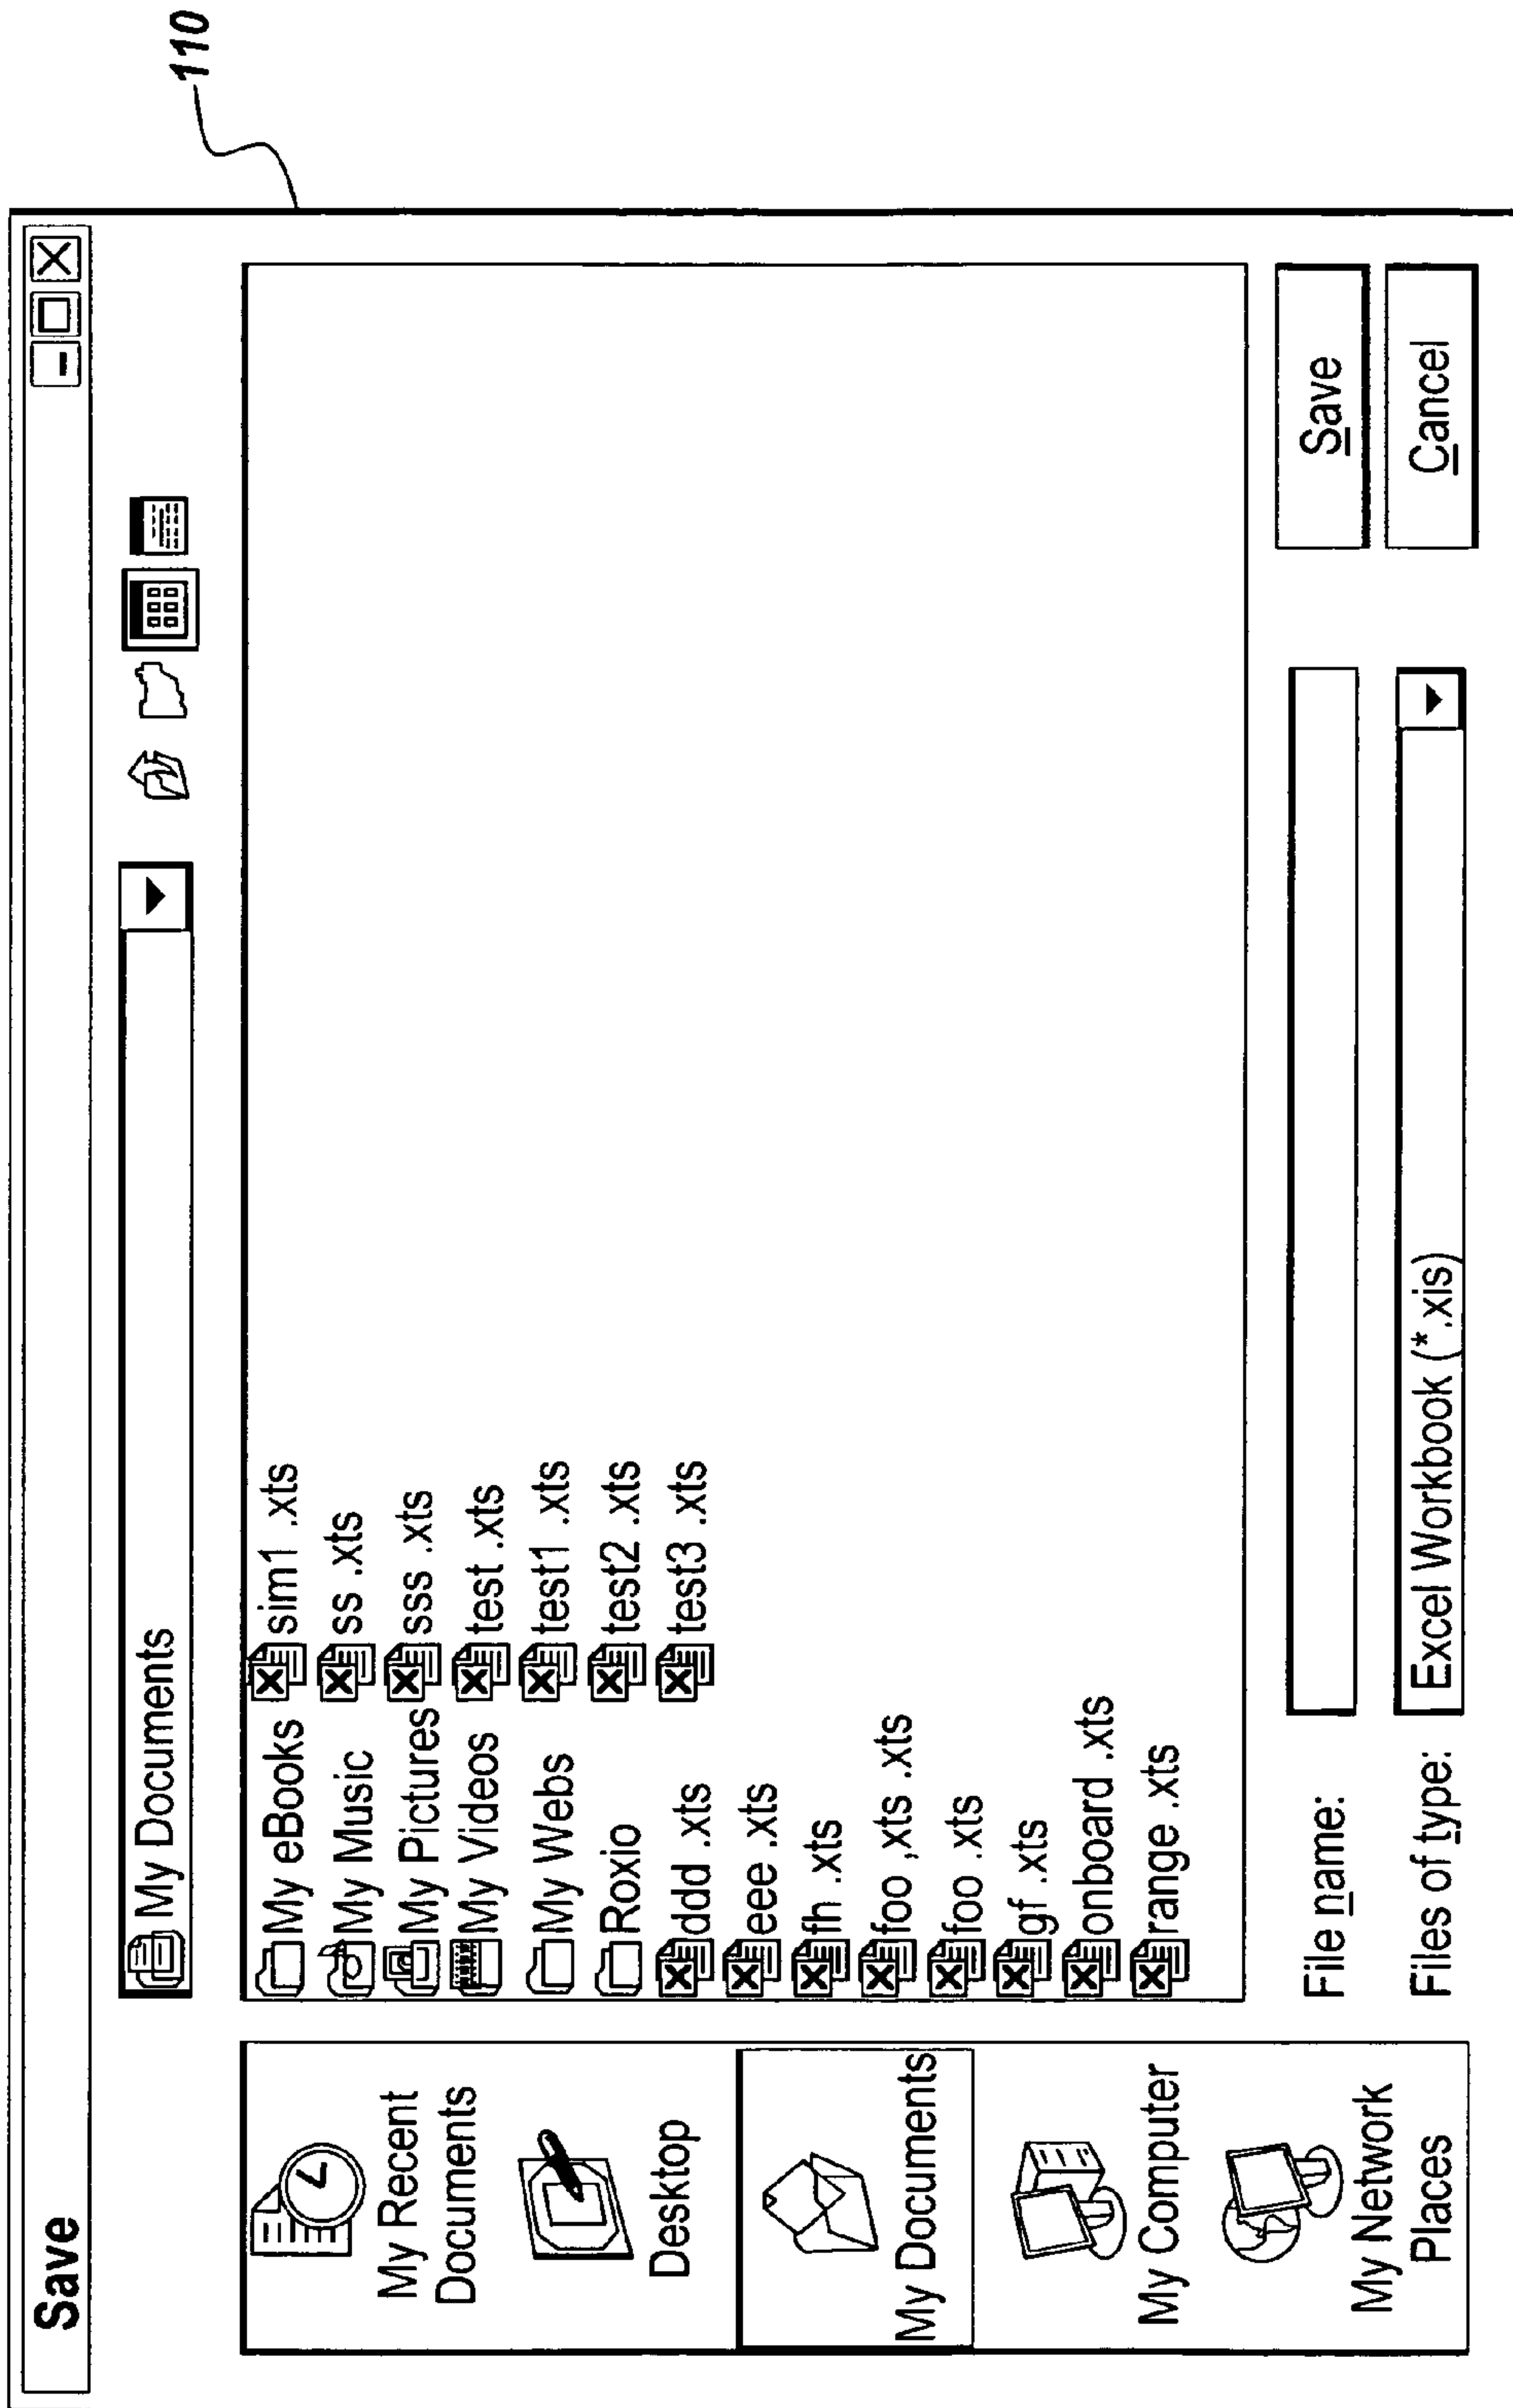 110
Save
My Documents
My Recent
Documents
Desktop
My Documents
My Computer
My Network
Places
My eBooks
My Music
My Pictures
My Videos
My Webs
Roxio
ddd .xts
eee .xts
fh .xts
foo ,xts .xts
foo .xts
gf .xts
onboard .xts
range .xts
sim1 .xts
ss .xts
sss .xts
test .xts
test1 .xts
test2 .xts
test3 .xts
File name:
Save
Files of type: Excel Workbook (*.xis)
Cancel